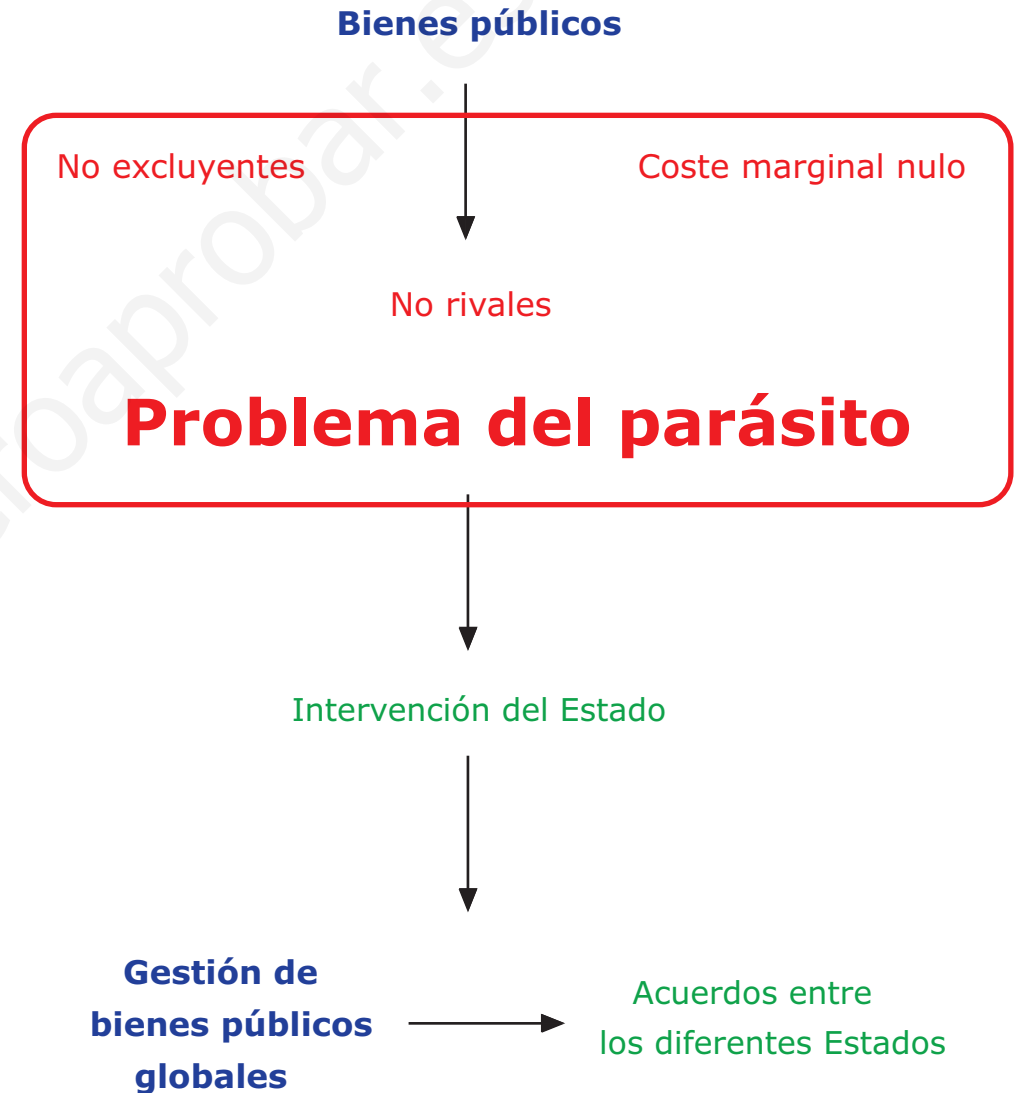 Bienes públicos
No excluyentes
Coste marginal nulo
No rivales
Problema del parásito
Intervención del Estado
Gestión de
bienes públicos
globales
Acuerdos entre
los diferentes Estados